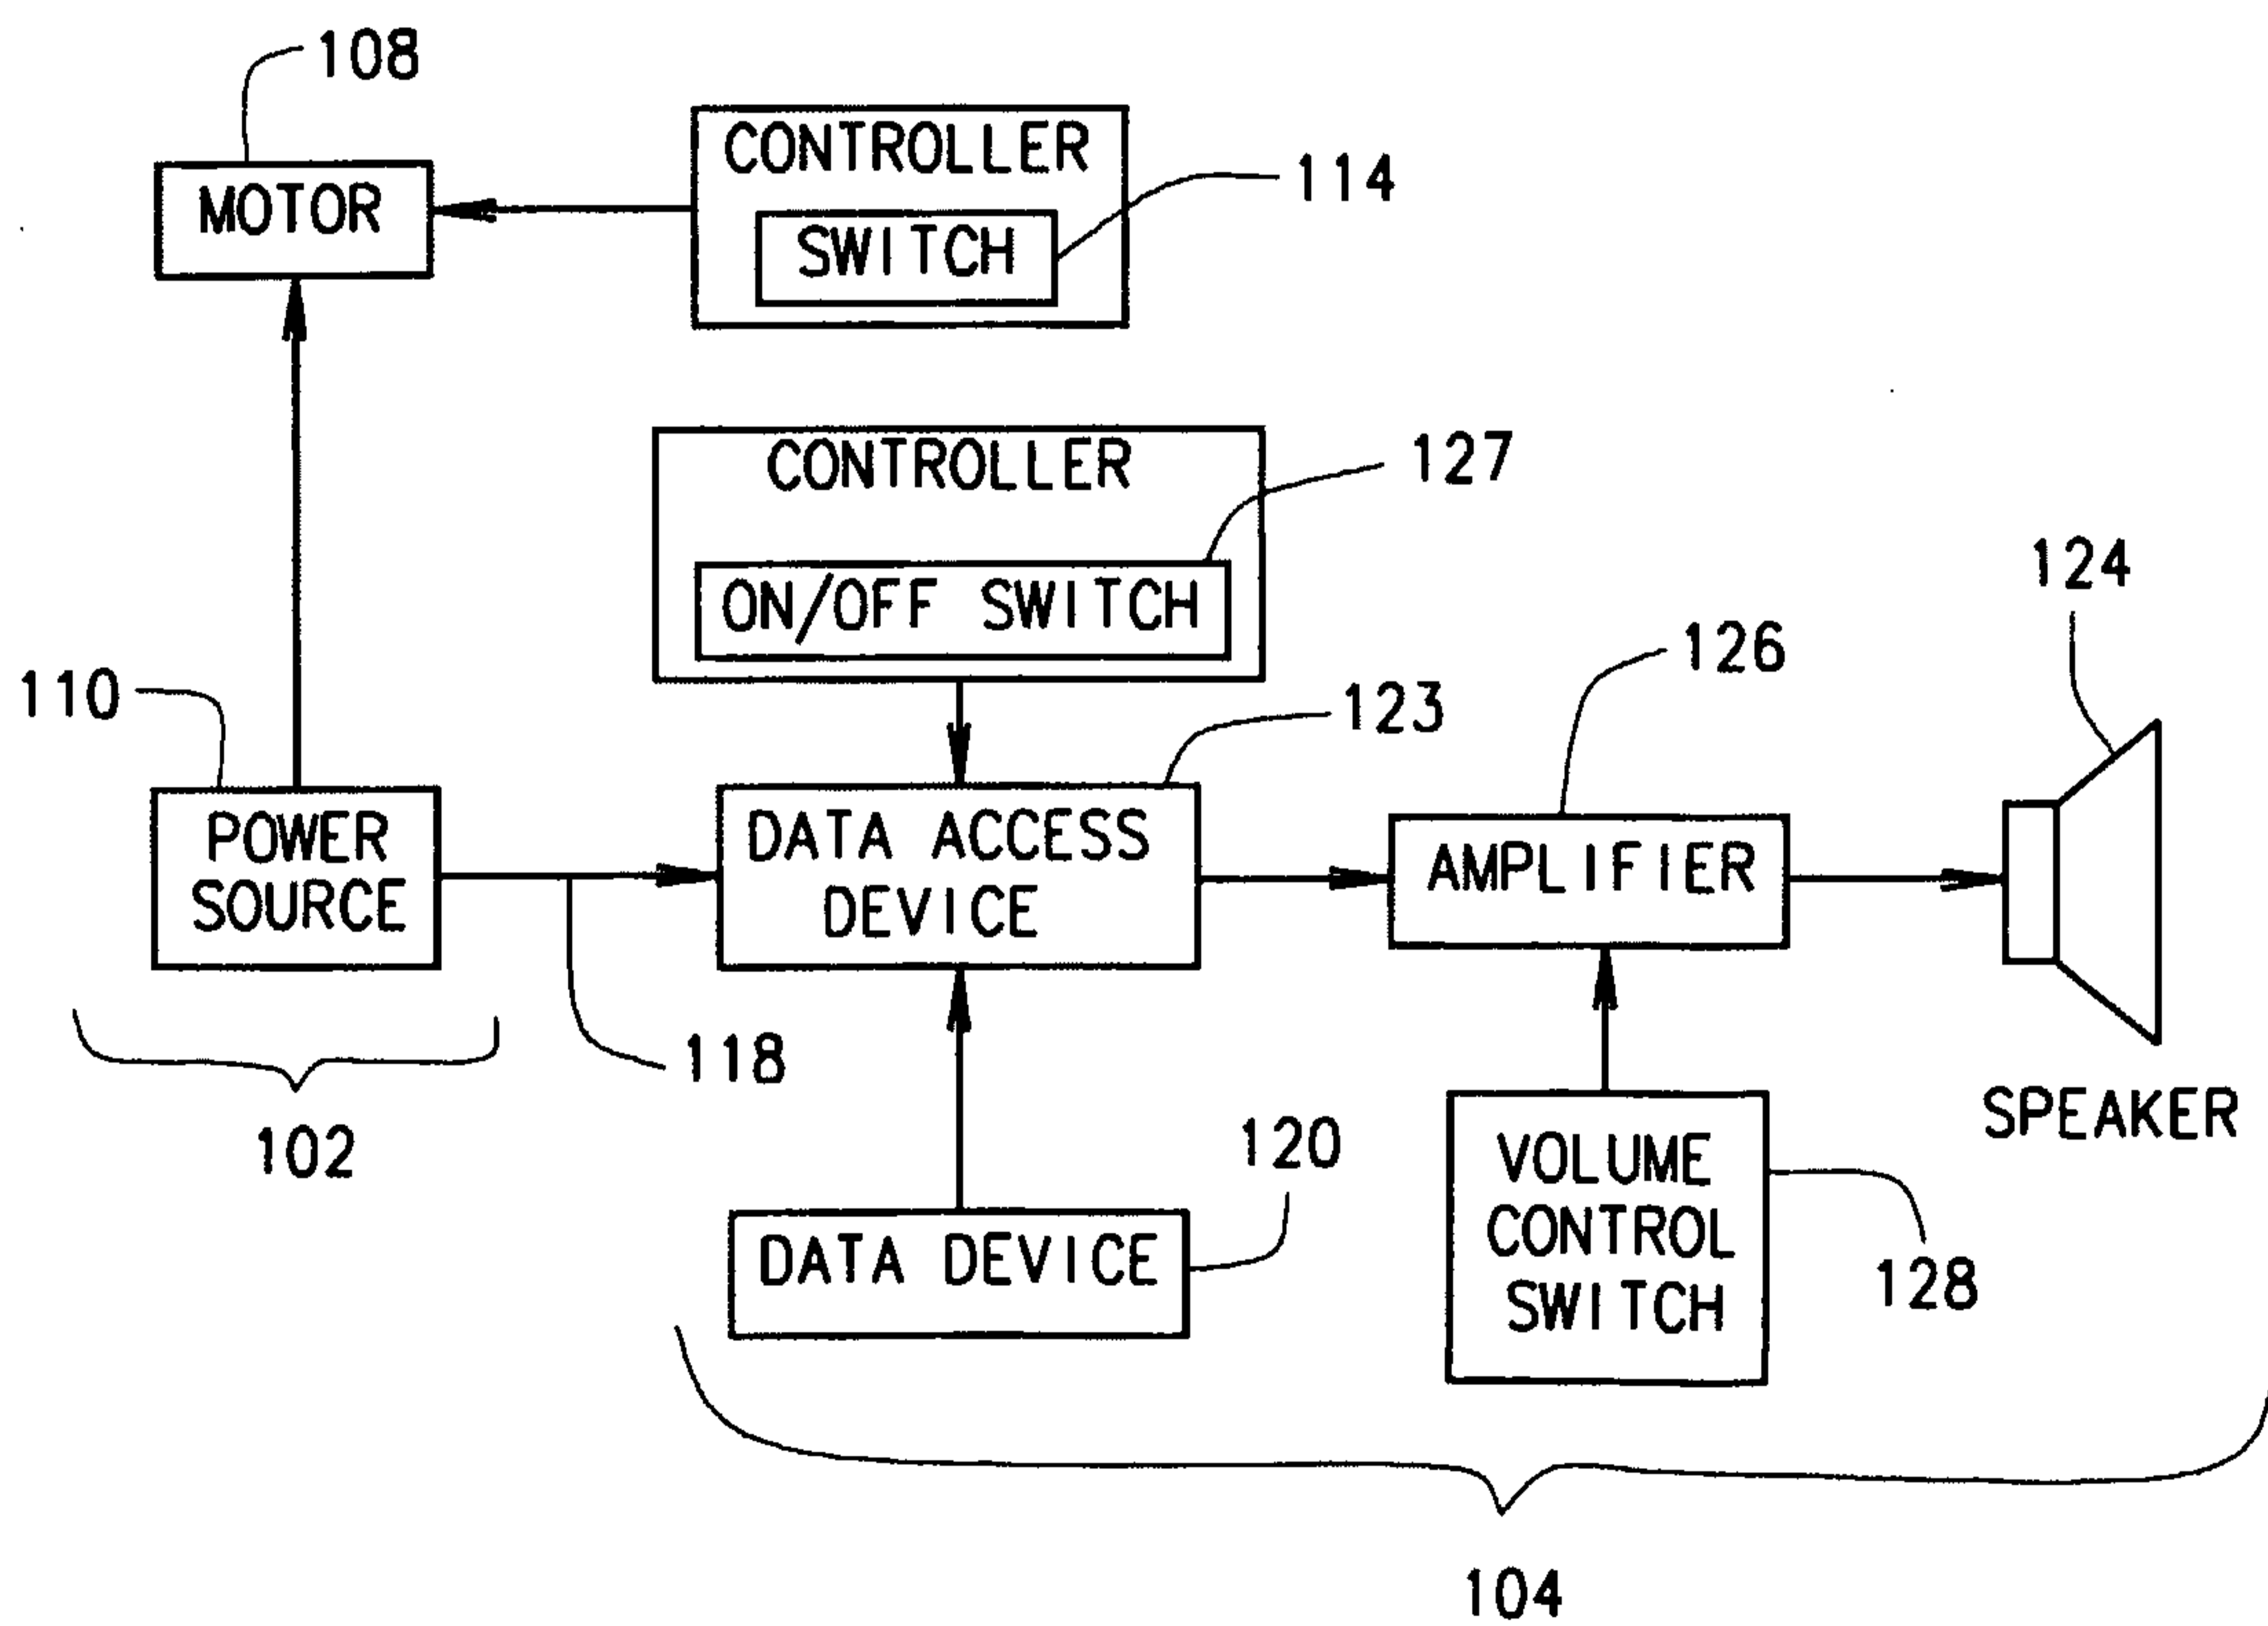 108
CONTROLLER
MOTOR
114
SWITCH
CONTROLLER
127
ON/OFF SWITCH
124
126
110
123
POWER
SOURCE
DATA ACCESS
DEVICE
AMPLIFIER
118
102
SPEAKER
120
VOLUME
CONTROL
SWITCH
DATA DEVICE
128
104